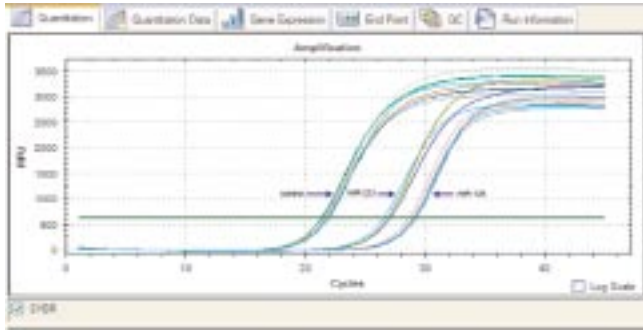 Quantitation Quantitation Data Gene Expression End Point QC Run Information
Amplification
3500
3000
2500
2000
1500
1000
500
0
RFU
0 10 20 30 40
Cycles
Log Scale